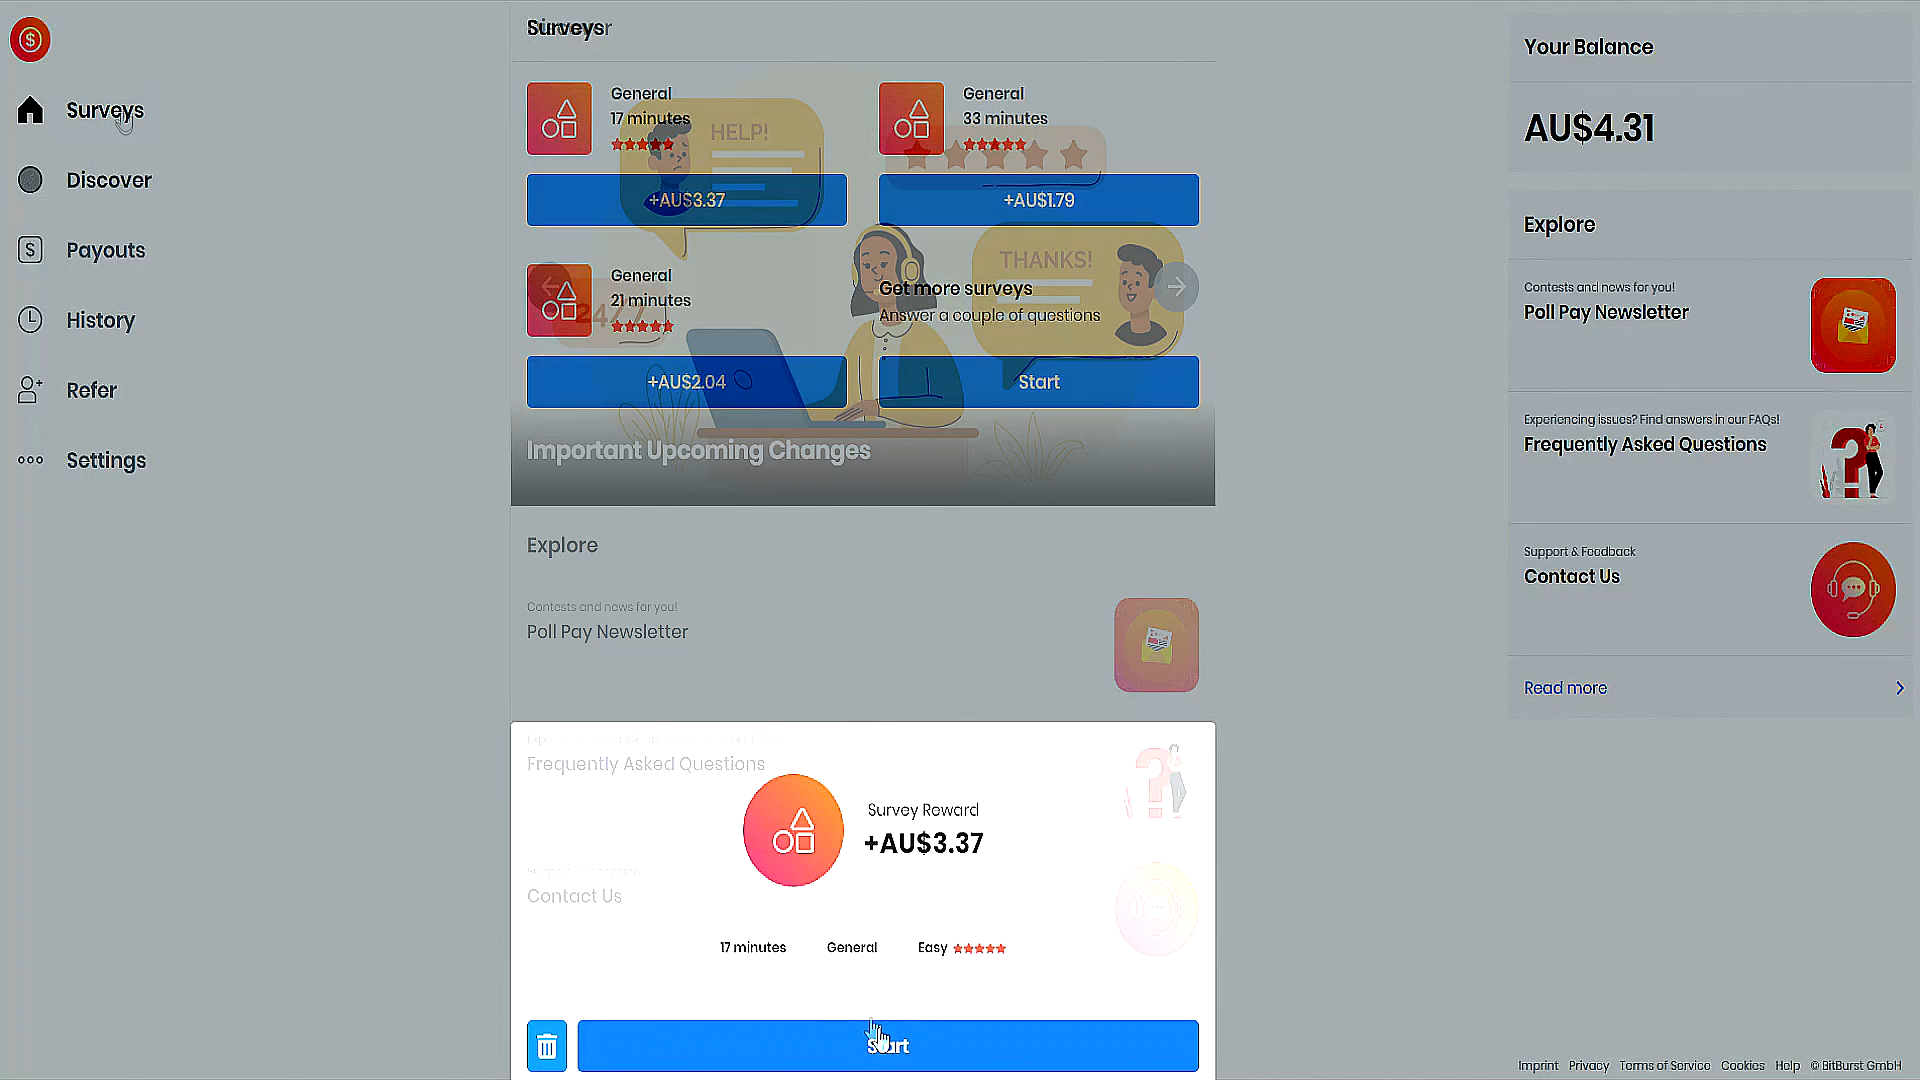 Surveys
Discover
Payouts
History
Refer
Settings
Surveys
General
17 minutes
+AU$3.37
General
33 minutes
+AU$1.79
HELP!
General
21 minutes
+AU$2.04
THANKS!
Get more surveys
Answer a couple of questions
Start
24/7
Important Upcoming Changes
Explore
Contests and news for you!
Poll Pay Newsletter
Frequently Asked Questions
Contact Us
Survey Reward
+AU$3.37
17 minutes
General
Easy
Start
Your Balance
AU$4.31
Explore
Contests and news for you!
Poll Pay Newsletter
Experiencing issues? Find answers in our FAQs!
Frequently Asked Questions
Support & Feedback
Contact Us
Read more
Imprint Privacy Terms of Service Cookies Help © BitBurst GmbH